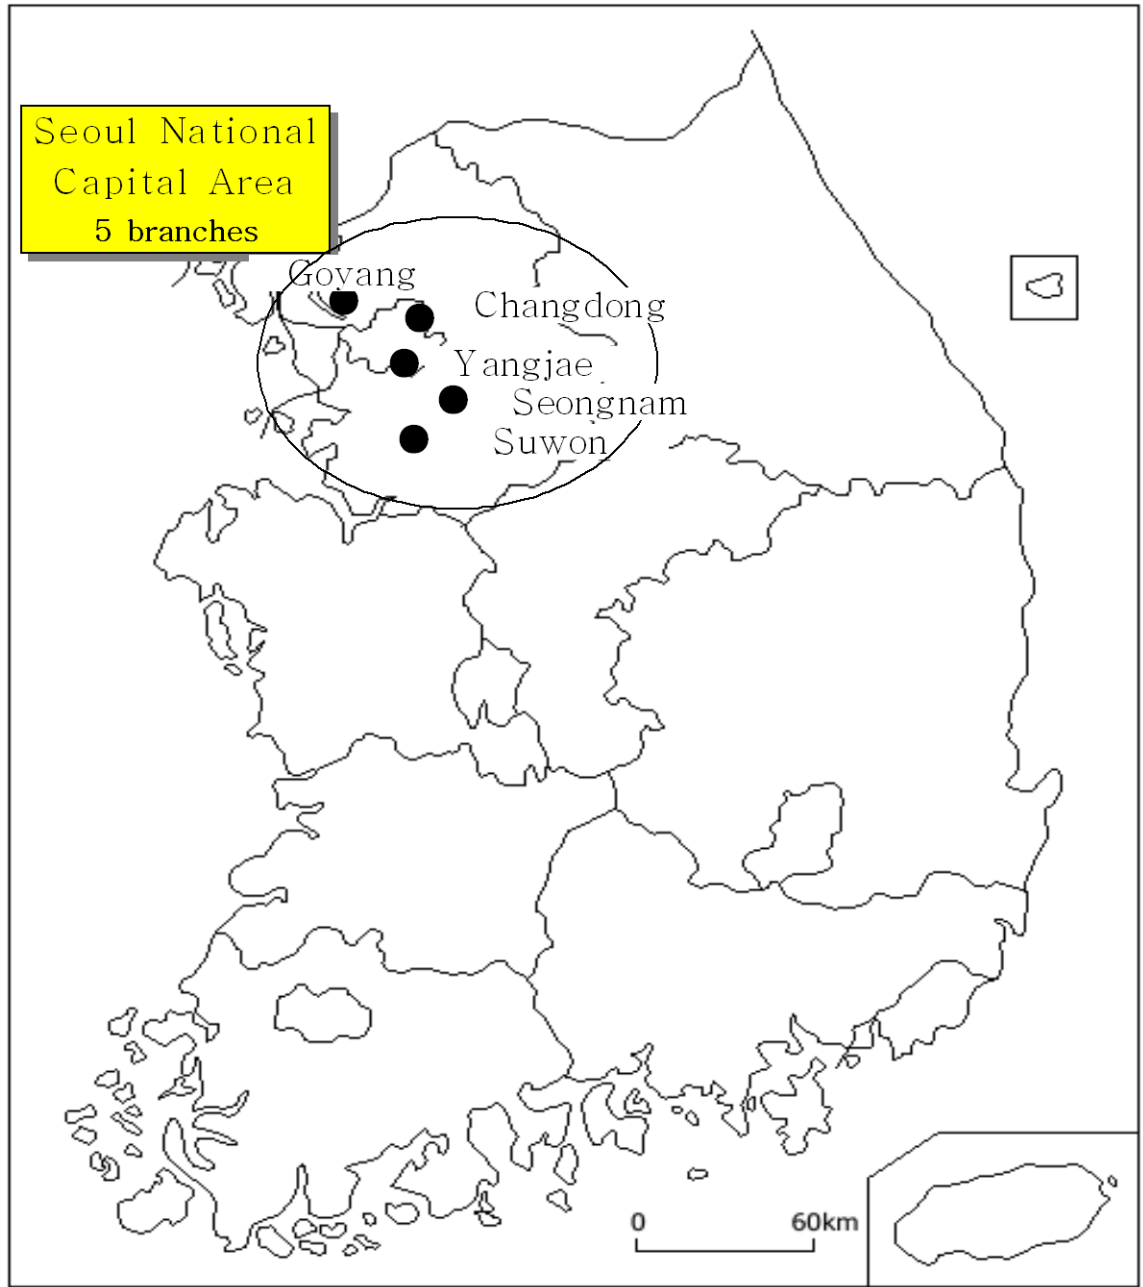 Seoul National
Capital Area
5 branches
Goyang
Changdong
Yangjae
Seongnam
Suwon
0 60km